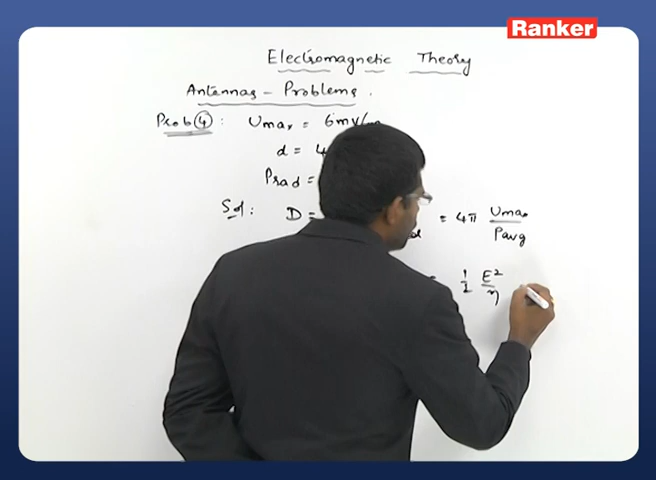 Ranker
Electromagnetic Theory
Antennas - Problems.
Prob 4 : Umax = 6mV/m
d = 4
Prad =
Sol : D = = 4π Umax / Pavg
= 1/2 E²/η